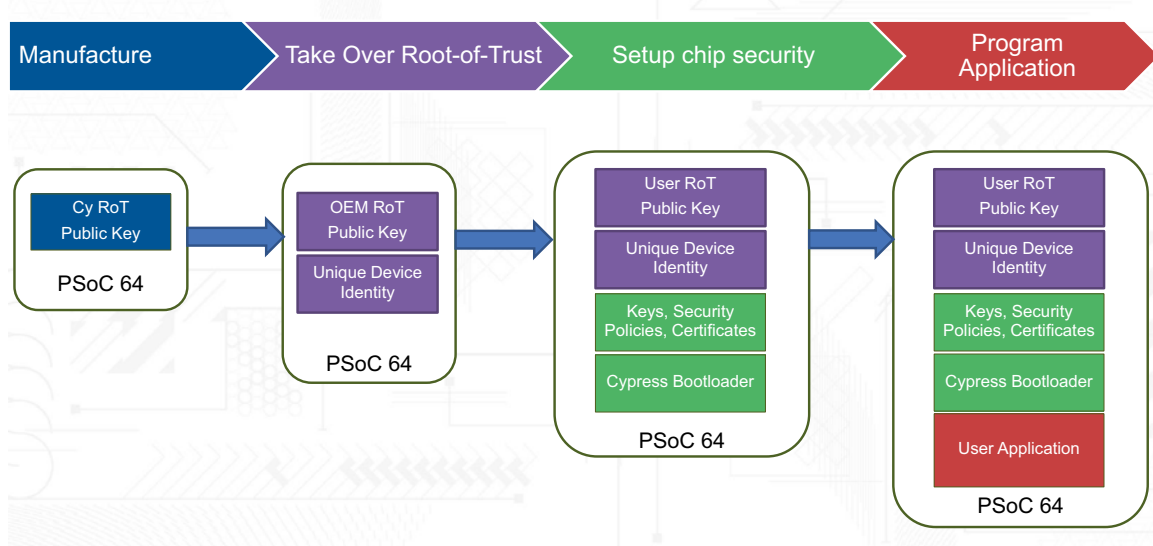 Manufacture
Take Over Root-of-Trust
Setup chip security
Program
Application
Cy RoT
Public Key
PSoC 64
OEM RoT
Public Key
Unique Device
Identity
PSoC 64
User RoT
Public Key
Unique Device
Identity
Keys, Security
Policies, Certificates
Cypress Bootloader
PSoC 64
User RoT
Public Key
Unique Device
Identity
Keys, Security
Policies, Certificates
Cypress Bootloader
User Application
PSoC 64